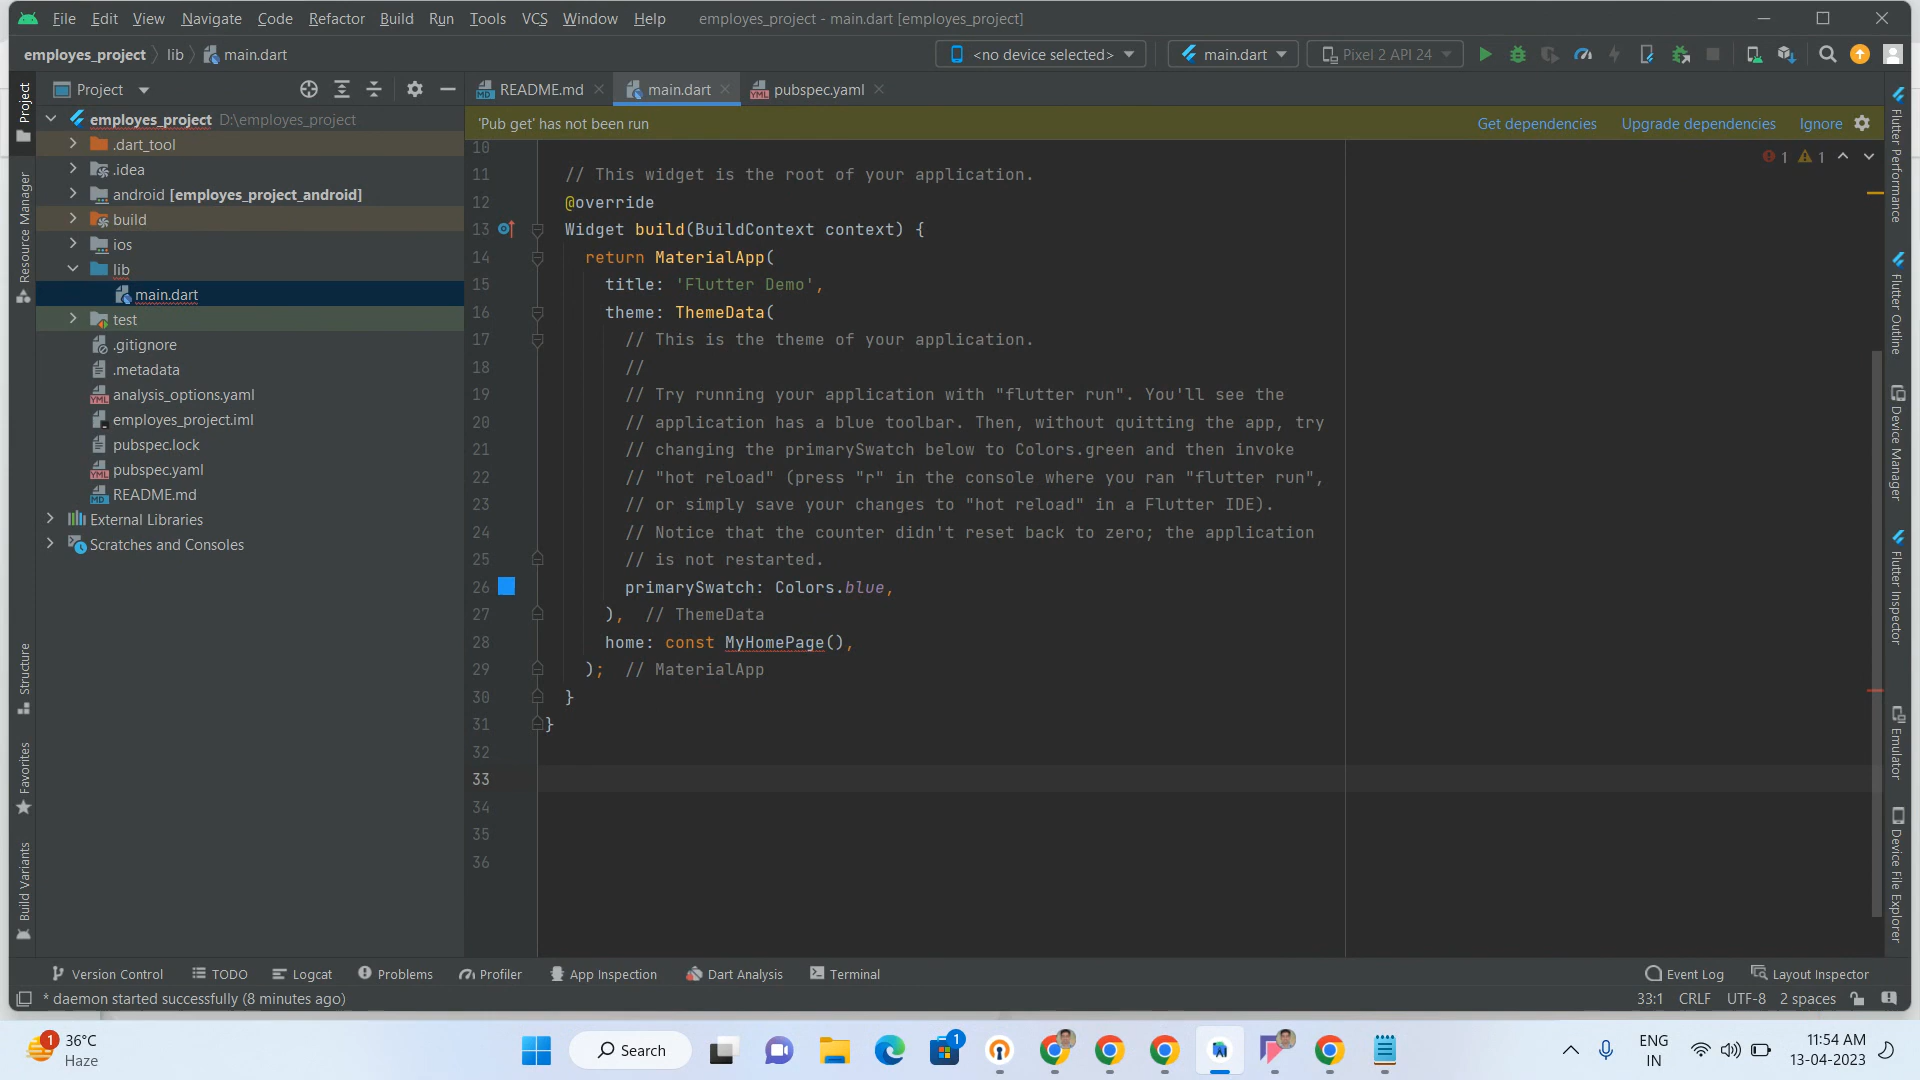 File Edit View Navigate Code Refactor Build Run Tools VCS Window Help employes_project - main.dart [employes_project]
employes_project lib main.dart <no device selected> main.dart Pixel 2 API 24
Project README.md main.dart pubspec.yaml
'Pub get' has not been run Get dependencies Upgrade dependencies Ignore
employes_project D:\employes_project
.dart_tool
.idea
android [employes_project_android]
build
ios
lib
main.dart
test
.gitignore
.metadata
analysis_options.yaml
employes_project.iml
pubspec.lock
pubspec.yaml
README.md
External Libraries
Scratches and Consoles
1 1
10
11 // This widget is the root of your application.
12 @override
13 Widget build(BuildContext context) {
14 return MaterialApp(
15 title: 'Flutter Demo',
16 theme: ThemeData(
17 // This is the theme of your application.
18 //
19 // Try running your application with "flutter run". You'll see the
20 // application has a blue toolbar. Then, without quitting the app, try
21 // changing the primarySwatch below to Colors.green and then invoke
22 // "hot reload" (press "r" in the console where you ran "flutter run",
23 // or simply save your changes to "hot reload" in a Flutter IDE).
24 // Notice that the counter didn't reset back to zero; the application
25 // is not restarted.
26 primarySwatch: Colors.blue,
27 ), // ThemeData
28 home: const MyHomePage(),
29 ); // MaterialApp
30 }
31 }
32
33
34
35
36
Project
Resource Manager
Structure
Favorites
Build Variants
Flutter Performance
Flutter Outline
Device Manager
Flutter Inspector
Emulator
Device File Explorer
Version Control TODO Logcat Problems Profiler App Inspection Dart Analysis Terminal Event Log Layout Inspector
* daemon started successfully (8 minutes ago) 33:1 CRLF UTF-8 2 spaces
1 36°C
Haze
Search
1
ENG
IN
11:54 AM
13-04-2023